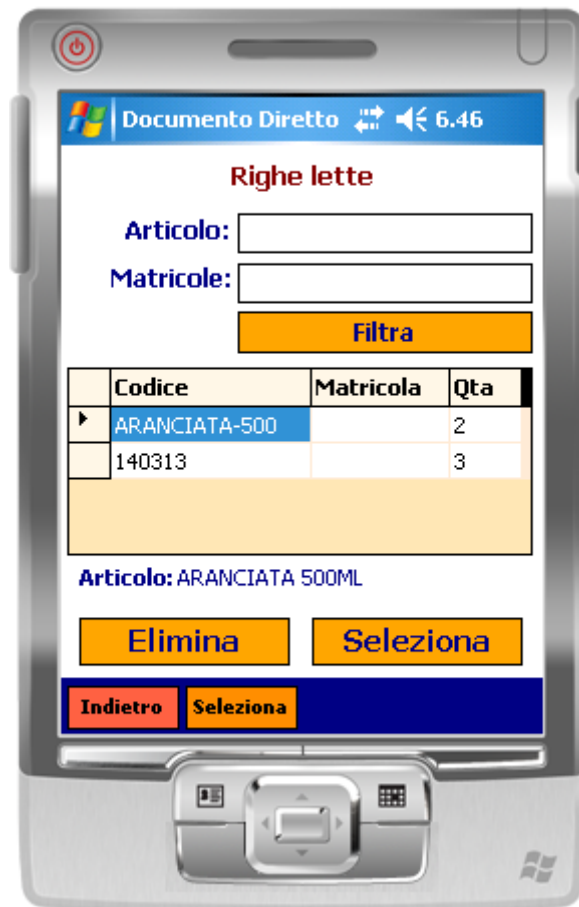 Documento Diretto 6.46
Righe lette
Articolo:
Matricole:
Filtra
Codice Matricola Qta
ARANCIATA-500 2
140313 3
Articolo: ARANCIATA 500ML
Elimina Seleziona
Indietro Seleziona